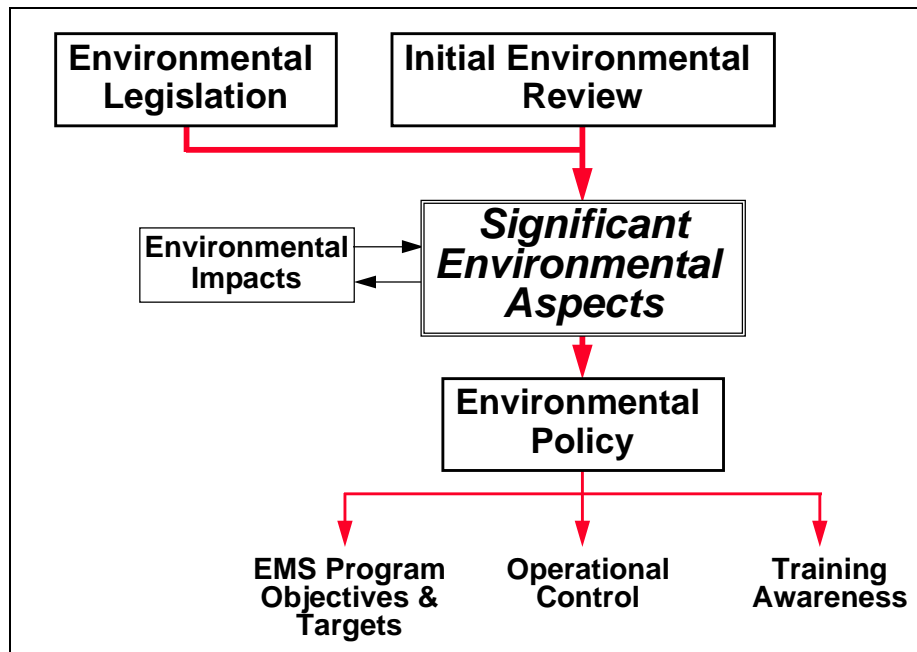 Environmental
Legislation
Initial Environmental
Review
Significant
Environmental
Aspects
Environmental
Impacts
Environmental
Policy
EMS Program
Objectives &
Targets
Operational
Control
Training
Awareness